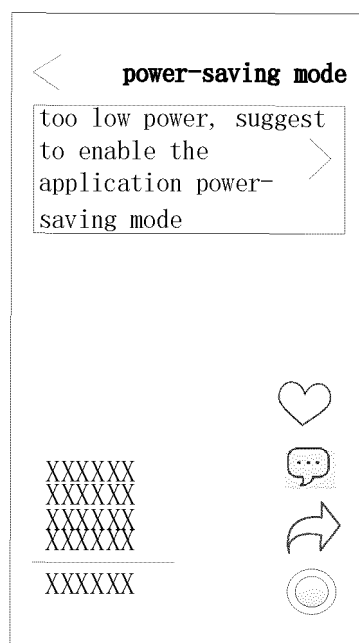 power-saving mode
too low power, suggest
to enable the
application power-
saving mode
XXXXXX
XXXXXX
XXXXXX
XXXXXX
XXXXXX